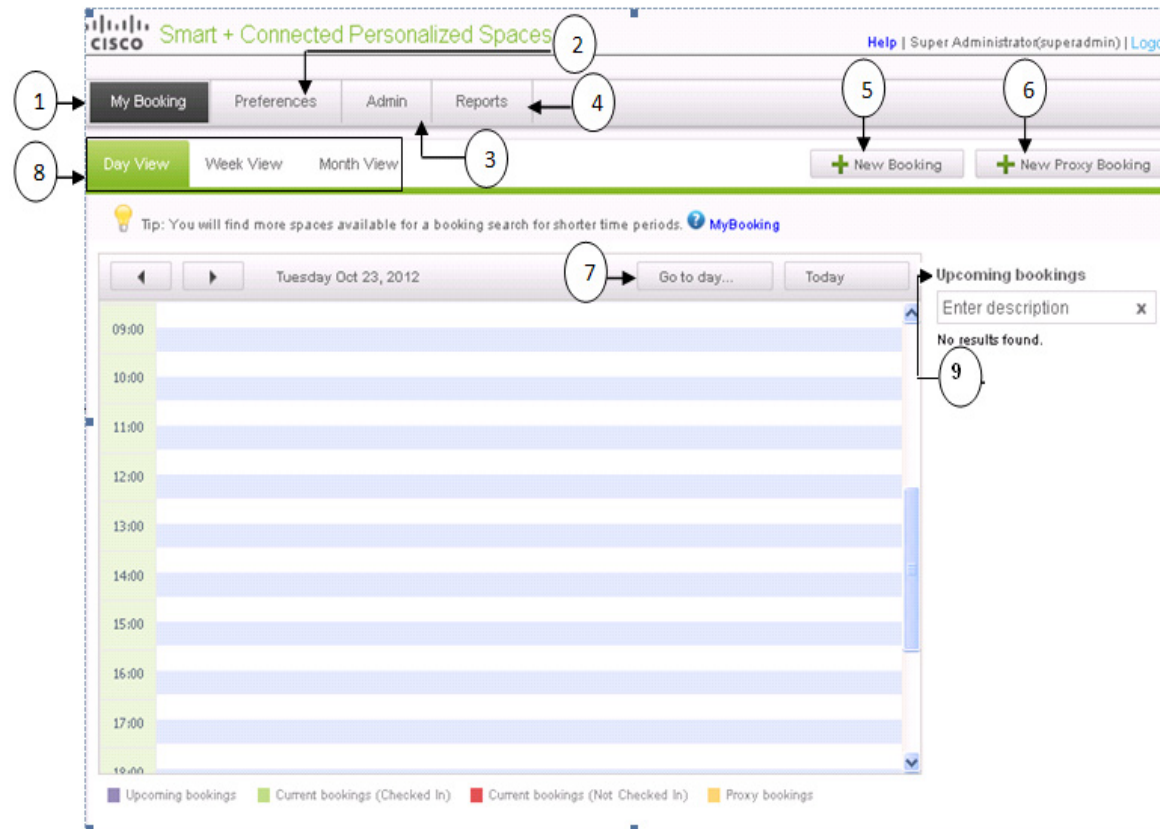 CISCO Smart + Connected Personalized Spaces
2
Help | Super Administrator(superadmin) |
1
My Booking Preferences Admin Reports
4
5
6
3
8
Day View Week View Month View
New Booking New Proxy Booking
Tip: You will find more spaces available for a booking search for shorter time periods. MyBooking
Tuesday Oct 23, 2012
7
Go to day... Today
Upcoming bookings
Enter description x
No results found.
9.
09:00
10:00
11:00
12:00
13:00
14:00
15:00
16:00
17:00
18:00
Upcoming bookings Current bookings (Checked In) Current bookings (Not Checked In) Proxy bookings